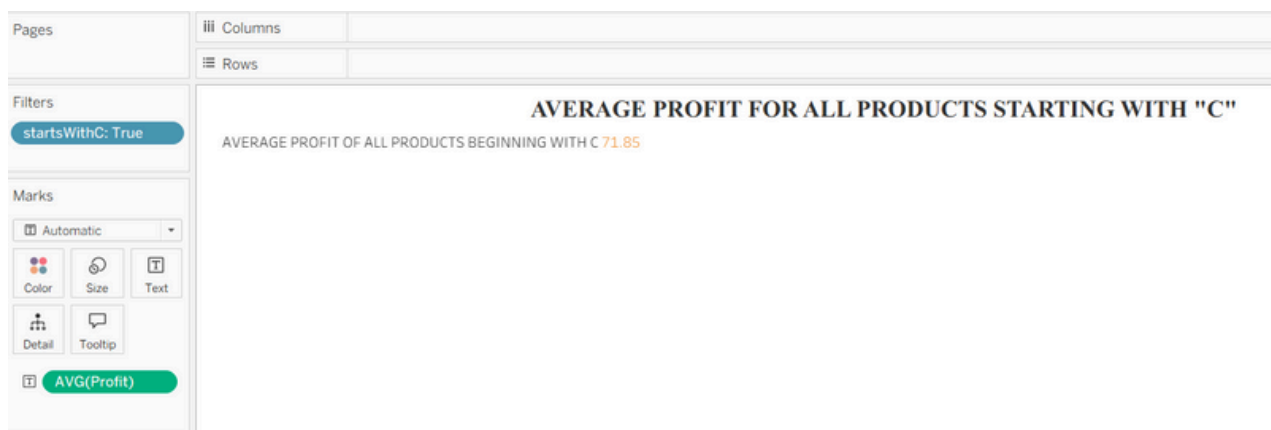 Pages
Columns
Rows
Filters
startsWithC: True
AVERAGE PROFIT FOR ALL PRODUCTS STARTING WITH "C"
AVERAGE PROFIT OF ALL PRODUCTS BEGINNING WITH C 71.85
Marks
Automatic
Color Size Text
Detail Tooltip
AVG(Profit)